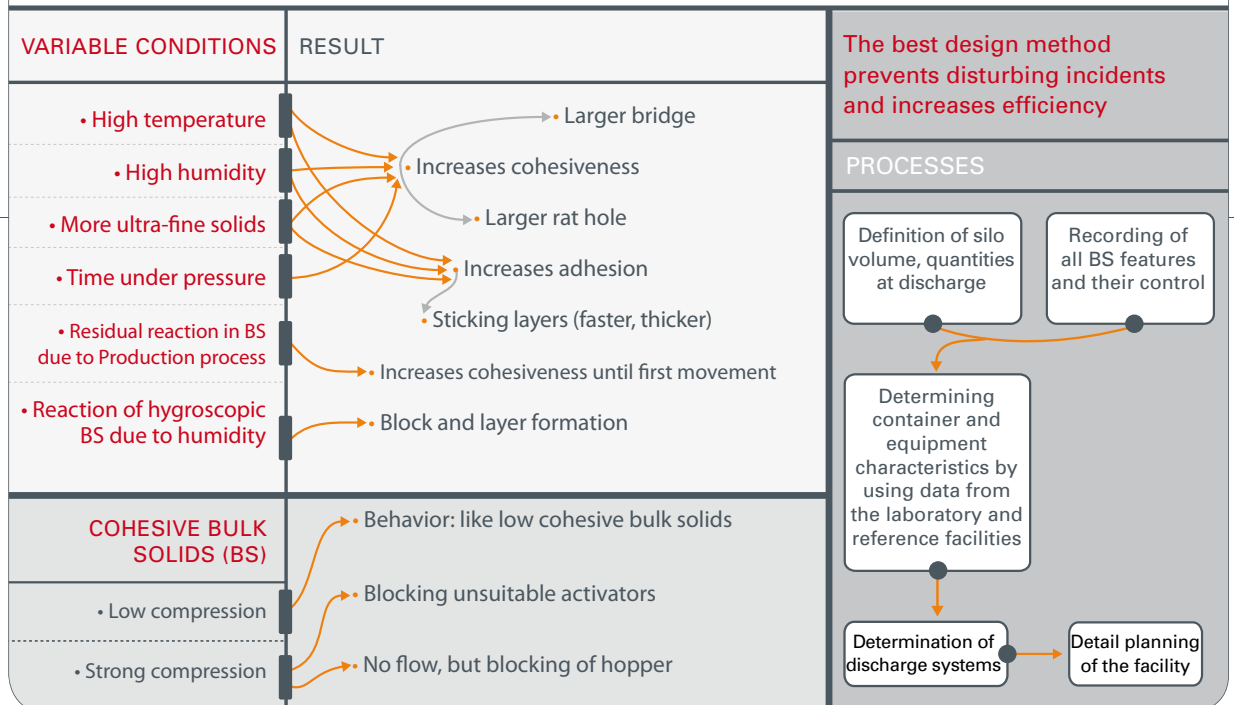 VARIABLE CONDITIONS
RESULT
• High temperature
• High humidity
• More ultra-fine solids
• Time under pressure
• Residual reaction in BS
due to Production process
• Reaction of hygroscopic
BS due to humidity
• Larger bridge
• Increases cohesiveness
• Larger rat hole
• Increases adhesion
• Sticking layers (faster, thicker)
• Increases cohesiveness until first movement
• Block and layer formation
COHESIVE BULK
SOLIDS (BS)
• Low compression
• Strong compression
• Behavior: like low cohesive bulk solids
• Blocking unsuitable activators
• No flow, but blocking of hopper
The best design method
prevents disturbing incidents
and increases efficiency
PROCESSES
Definition of silo
volume, quantities
at discharge
Recording of
all BS features
and their control
Determining
container and
equipment
characteristics by
using data from
the laboratory and
reference facilities
Determination of
discharge systems
Detail planning
of the facility